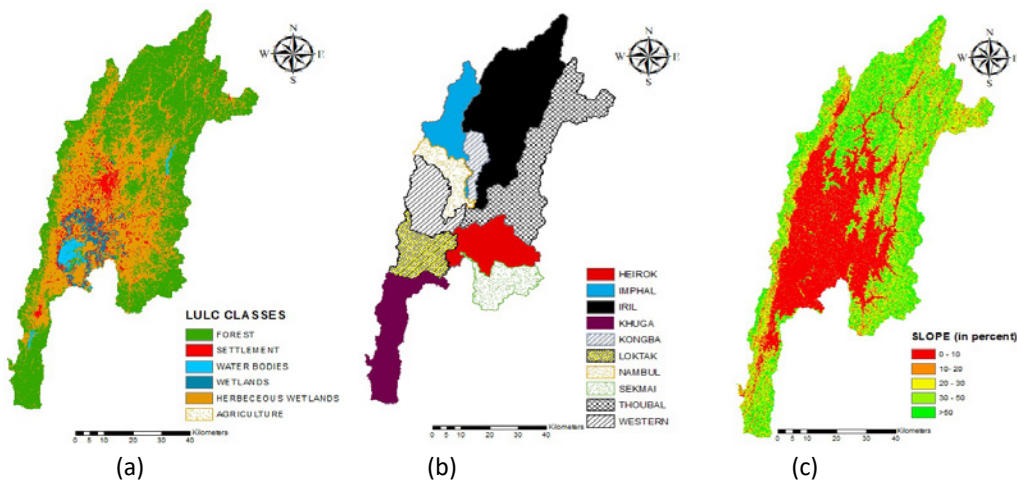 N
W E
S
LULC CLASSES
FOREST
SETTLEMENT
WATER BODIES
WETLANDS
HERBECEOUS WETLANDS
AGRICULTURE
Kilometers
0 5 10 20 30 40
(a)
N
W E
S
HEIROK
IMPHAL
IRIL
KHUGA
KONGBA
LOKTAK
NAMBUL
SEKMAI
THOUBAL
WESTERN
Kilometers
0 5 10 20 30 40
(b)
N
W E
S
SLOPE (in percent)
0 - 10
10 - 20
20 - 30
30 - 50
>50
Kilometers
0 5 10 20 30 40
(c)